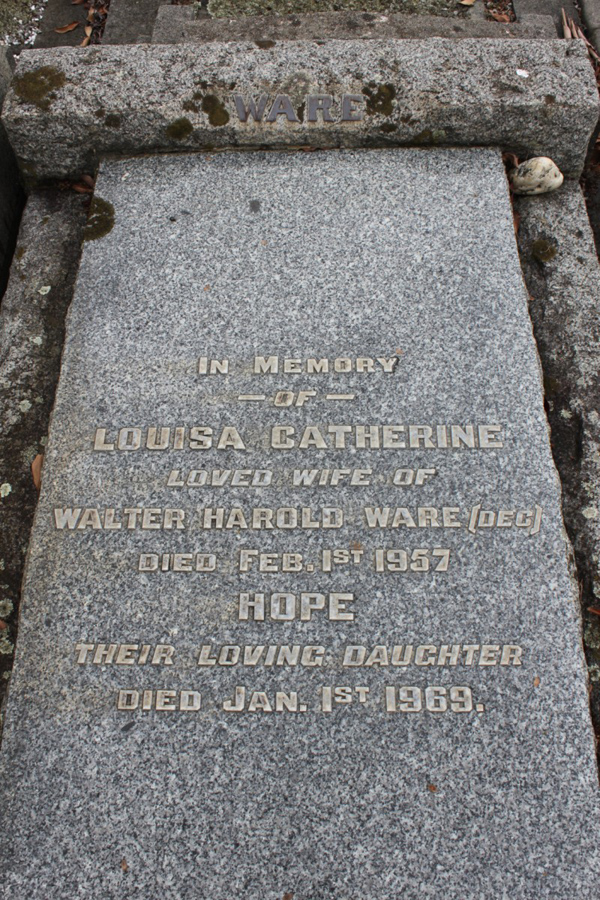 WARE
IN MEMORY
— OF —
LOUISA CATHERINE
LOVED WIFE OF
WALTER HAROLD WARE (DEC)
DIED FEB. 1ST 1957
HOPE
THEIR LOVING DAUGHTER
DIED JAN. 1ST 1969.